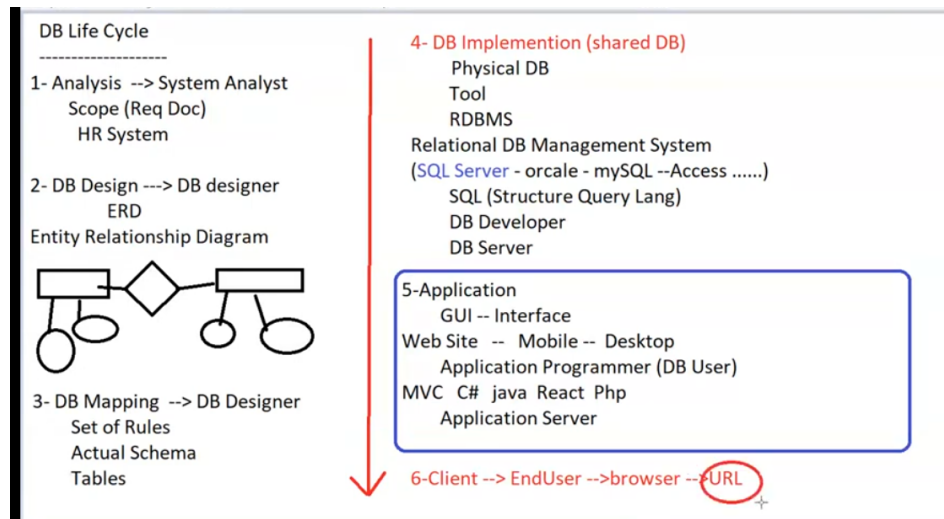 DB Life Cycle
--------------------
1- Analysis --> System Analyst
Scope (Req Doc)
HR System
2- DB Design ---> DB designer
ERD
Entity Relationship Diagram
3- DB Mapping --> DB Designer
Set of Rules
Actual Schema
Tables
4- DB Implemention (shared DB)
Physical DB
Tool
RDBMS
Relational DB Management System
(SQL Server - orcale - mySQL --Access ......)
SQL (Structure Query Lang)
DB Developer
DB Server
5-Application
GUI -- Interface
Web Site -- Mobile -- Desktop
Application Programmer (DB User)
MVC C# java React Php
Application Server
6-Client --> EndUser -->browser -->URL